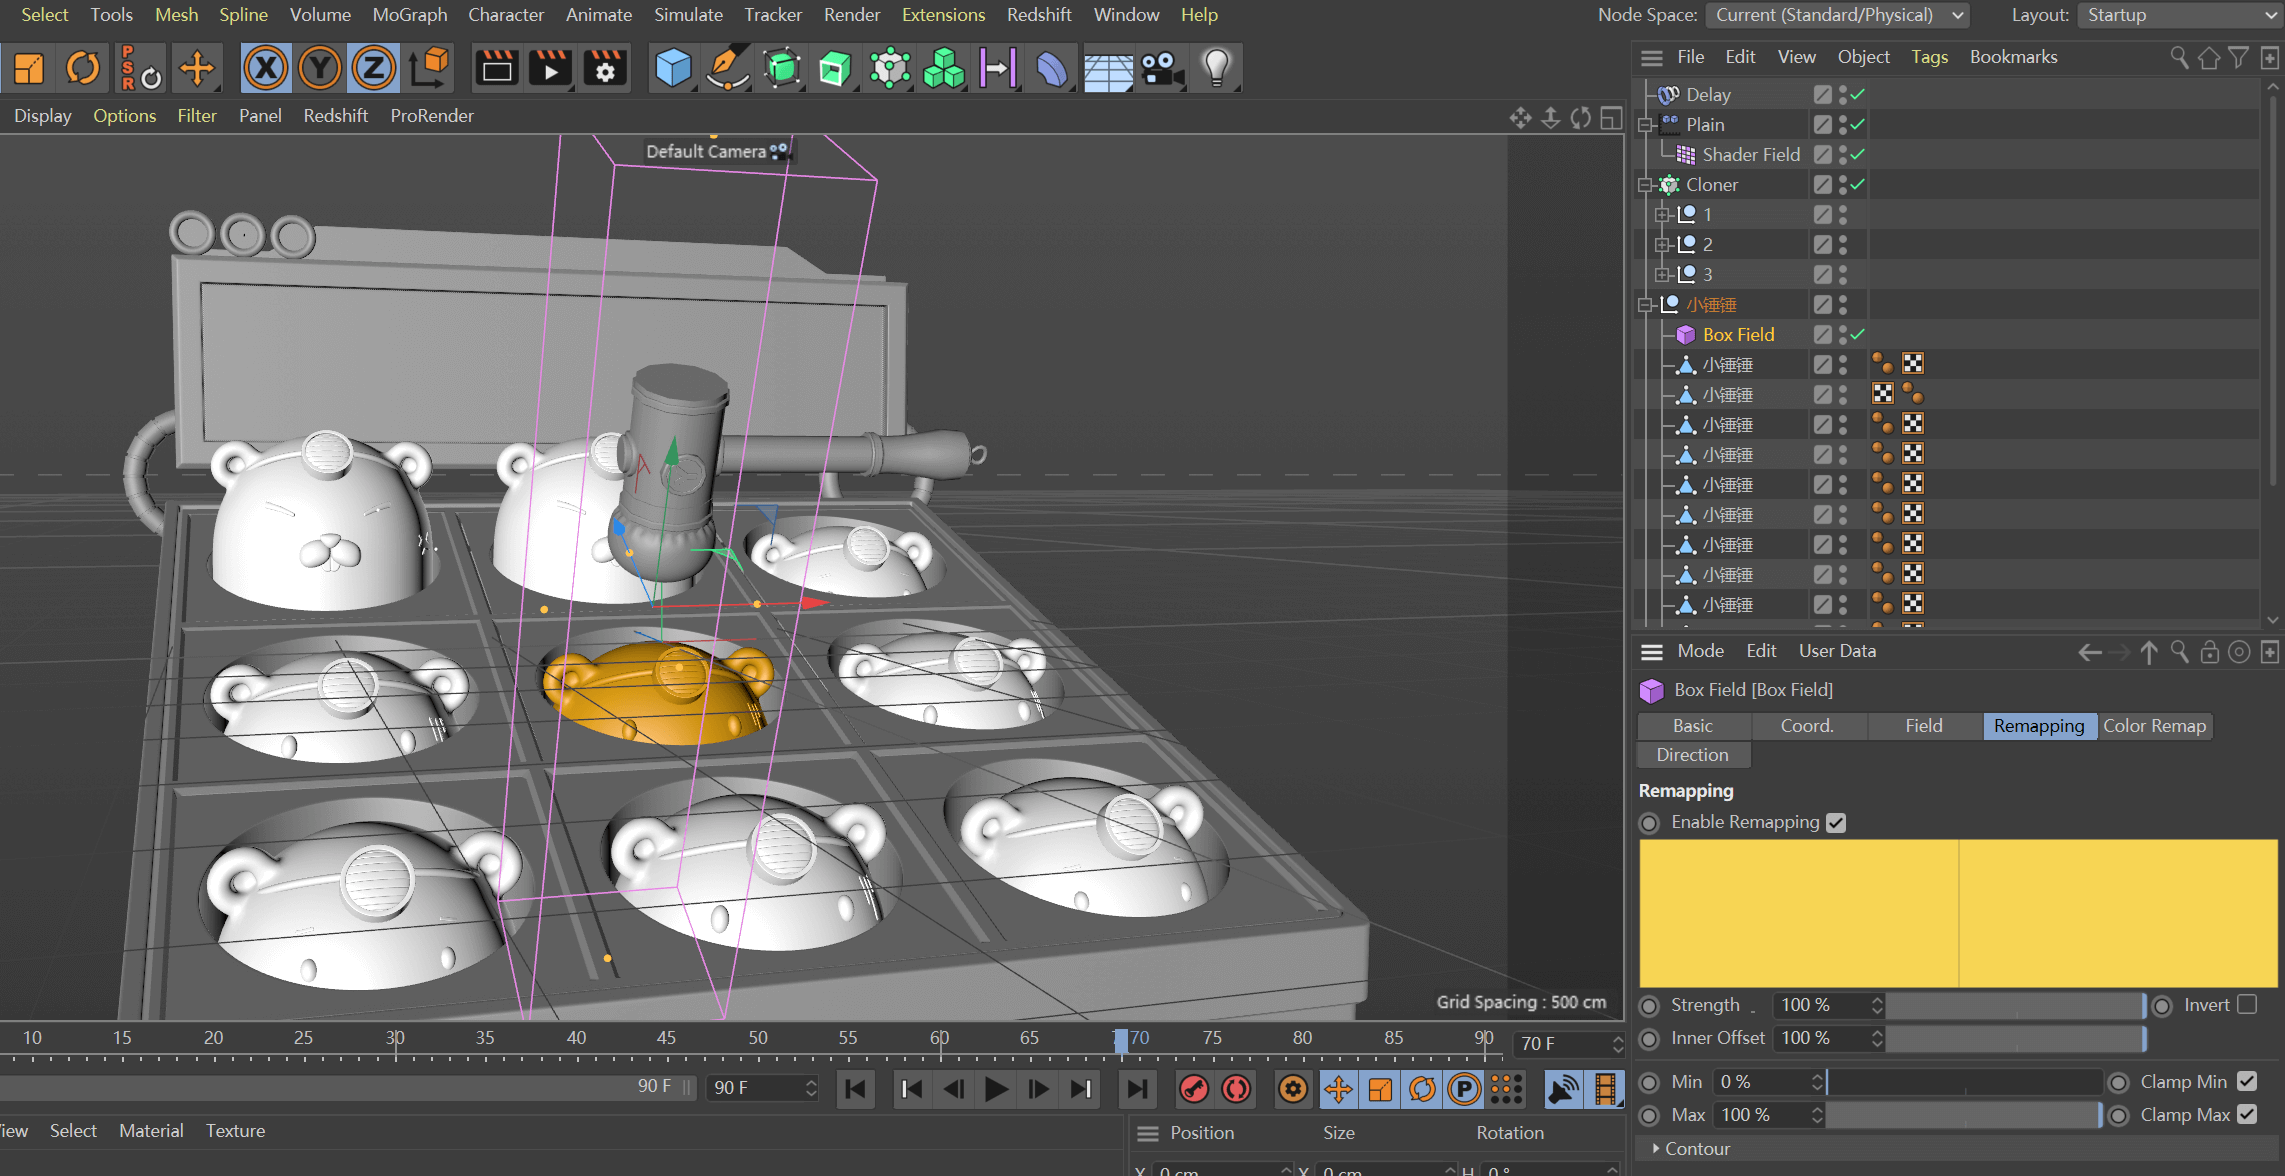 Select Tools Mesh Spline Volume MoGraph Character Animate Simulate Tracker Render Extensions Redshift Window Help Node Space: Current (Standard/Physical) Layout: Startup
PSR X Y Z
File Edit View Object Tags Bookmarks
Display Options Filter Panel Redshift ProRender
Default Camera
Delay
Plain
Shader Field
Cloner
1
2
3
小锤锤
Box Field
小锤锤
小锤锤
小锤锤
小锤锤
小锤锤
小锤锤
小锤锤
小锤锤
小锤锤
Mode Edit User Data
Box Field [Box Field]
Basic Coord. Field Remapping Color Remap
Direction
Remapping
Enable Remapping
Grid Spacing : 500 cm
Strength 100 % Invert
Inner Offset 100 %
Min 0 % Clamp Min
Max 100 % Clamp Max
Contour
10 15 20 25 30 35 40 45 50 55 60 65 70 75 80 85 90 70 F
90 F 90 F
P
iew Select Material Texture
Position Size Rotation
X 0 cm X 0 cm H 0 °